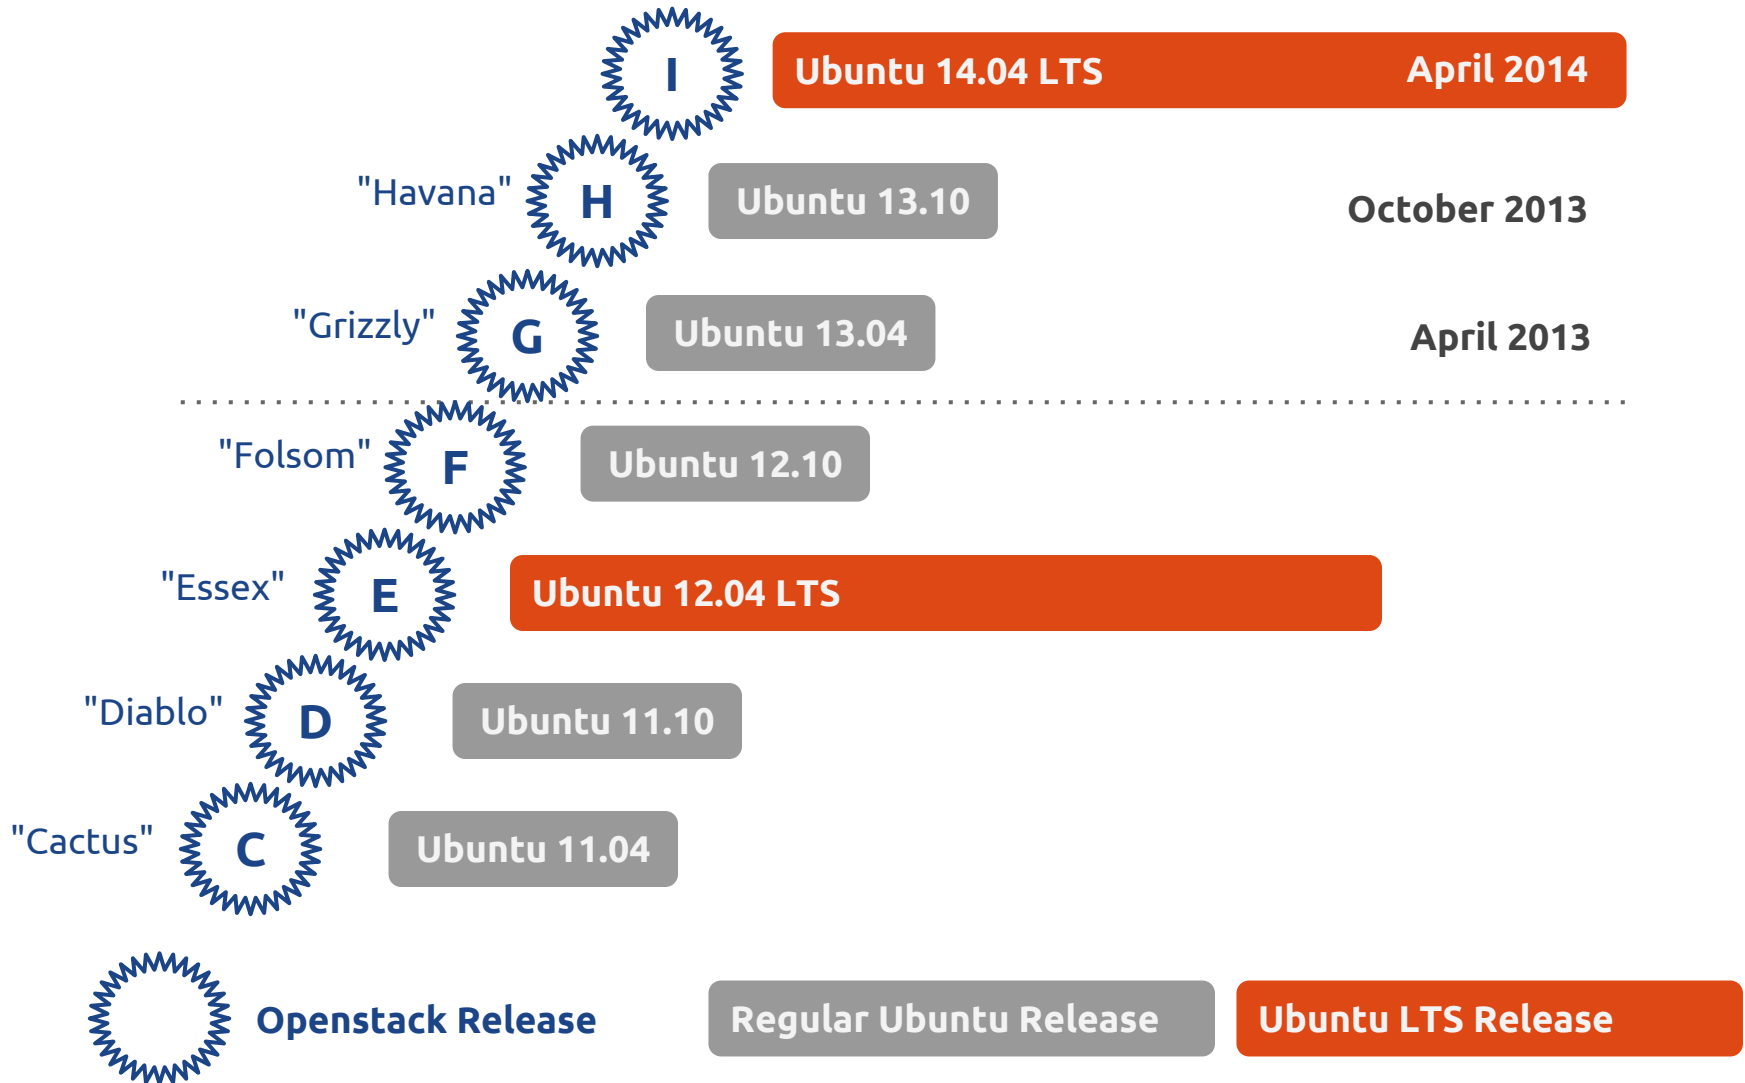 I
Ubuntu 14.04 LTS
April 2014
"Havana"
H
Ubuntu 13.10
October 2013
"Grizzly"
G
Ubuntu 13.04
April 2013
"Folsom"
F
Ubuntu 12.10
"Essex"
E
Ubuntu 12.04 LTS
"Diablo"
D
Ubuntu 11.10
"Cactus"
C
Ubuntu 11.04
Openstack Release
Regular Ubuntu Release
Ubuntu LTS Release